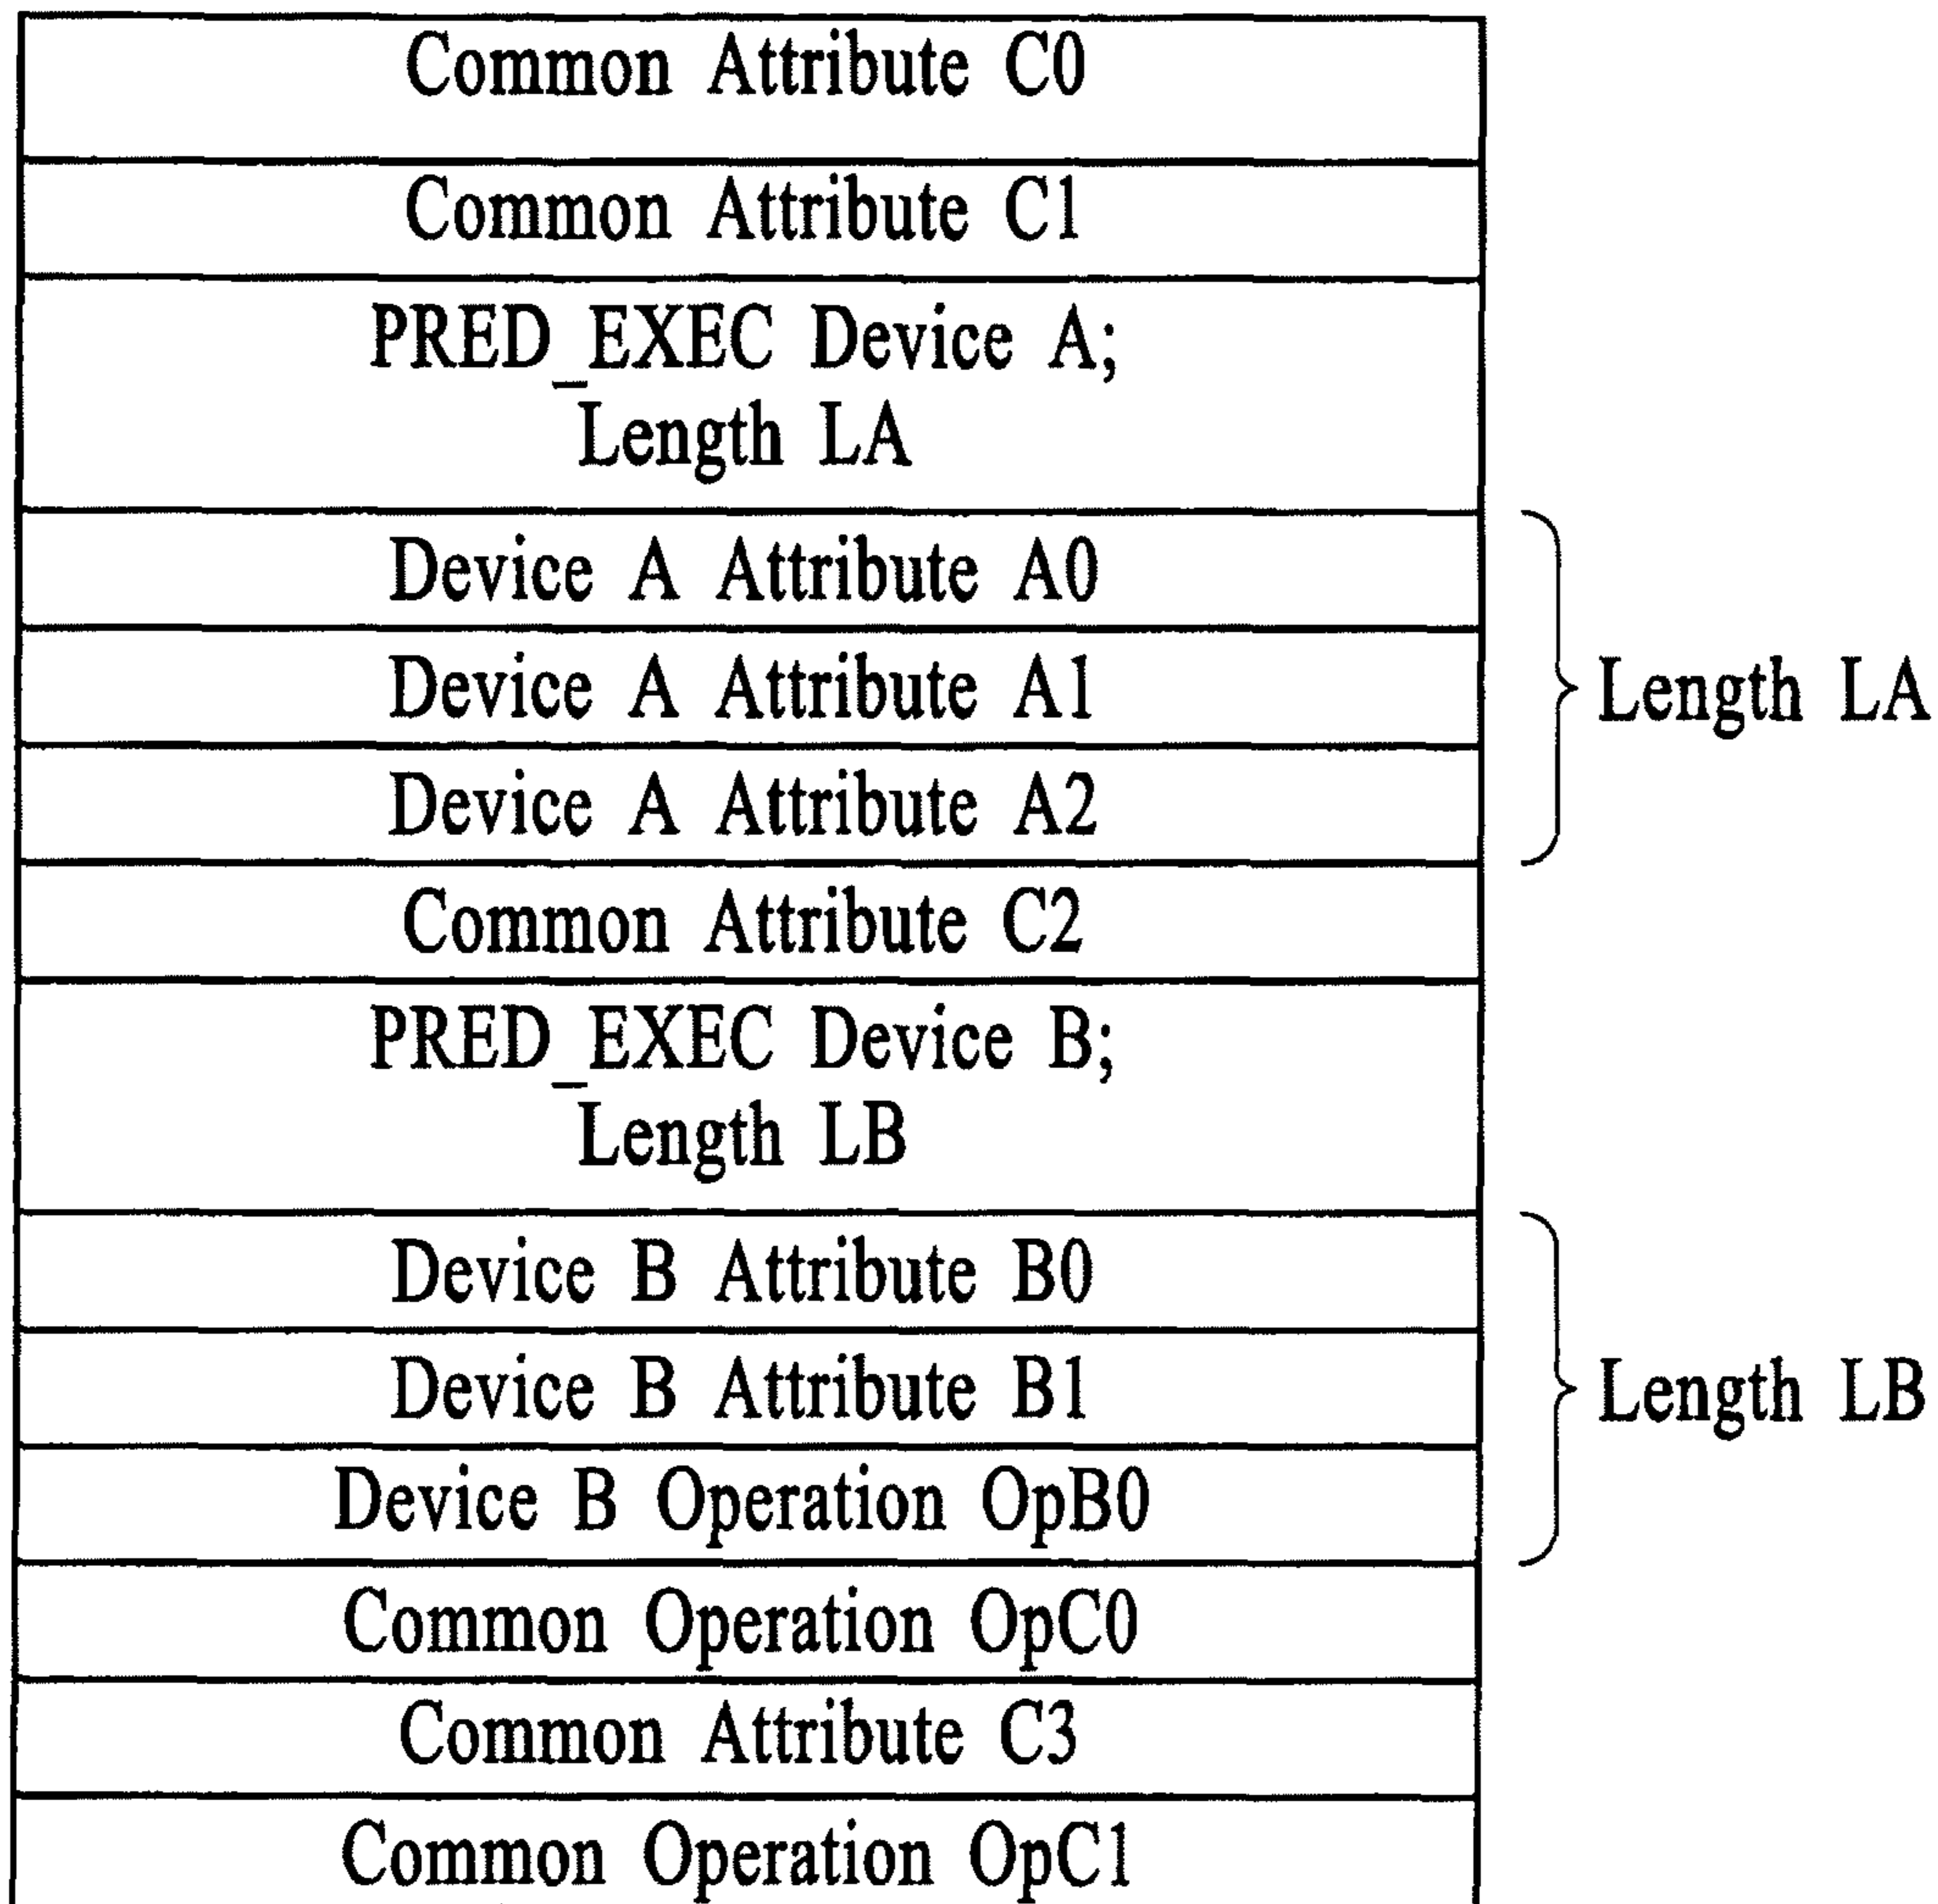 Common Attribute C0
Common Attribute C1
PRED_EXEC Device A;
Length LA
Device A Attribute A0
Device A Attribute A1
Length LA
Device A Attribute A2
Common Attribute C2
PRED_EXEC Device B;
Length LB
Device B Attribute B0
Device B Attribute B1
Length LB
Device B Operation OpB0
Common Operation OpC0
Common Attribute C3
Common Operation OpC1